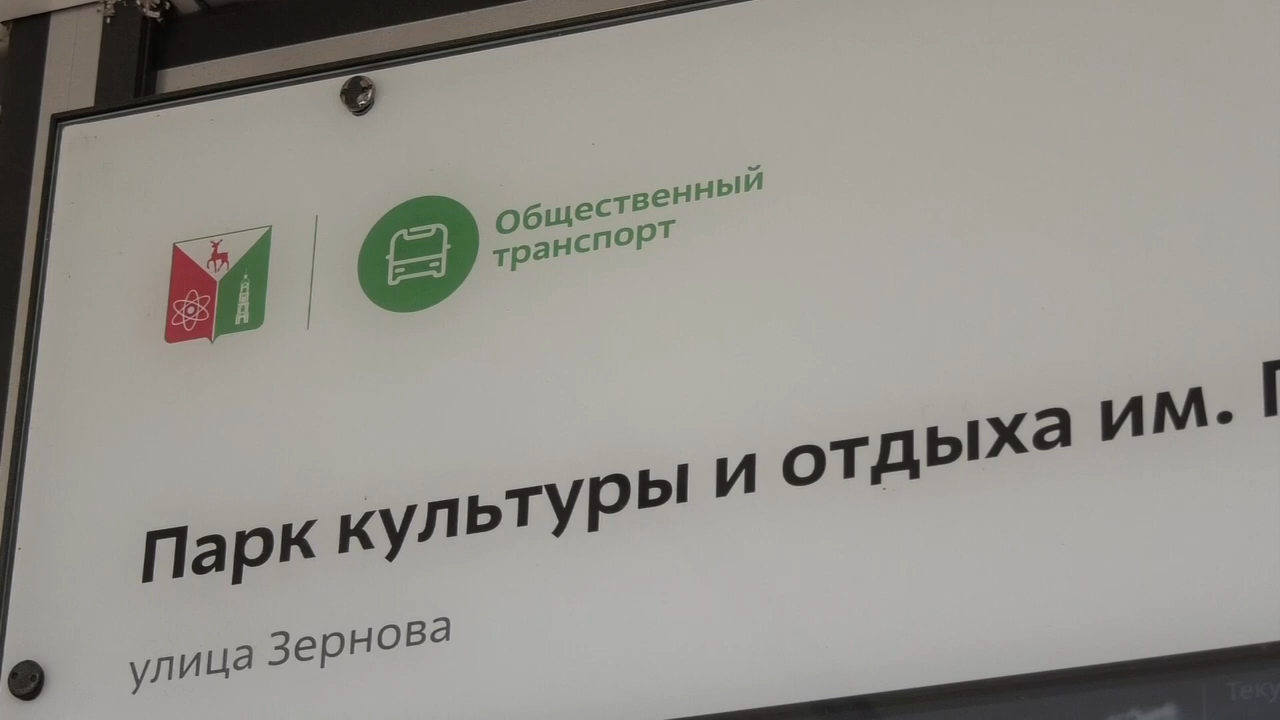 Общественный
транспорт
Парк культуры и отдыха им.
улица Зернова